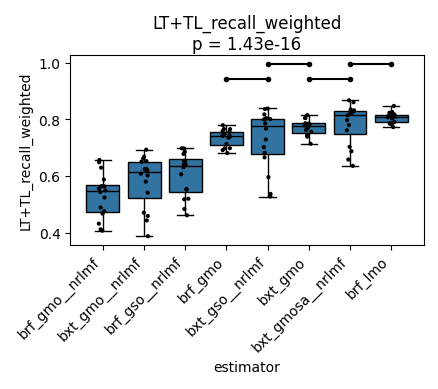 LT+TL_recall_weighted
p = 1.43e-16
LT+TL_recall_weighted
1.0
0.8
0.6
0.4
brf_gmo__nrlmf
bxt_gmo__nrlmf
brf_gso__nrlmf
brf_gmo
bxt_gso__nrlmf
bxt_gmo
bxt_gmosa__nrlmf
brf_lmo
estimator